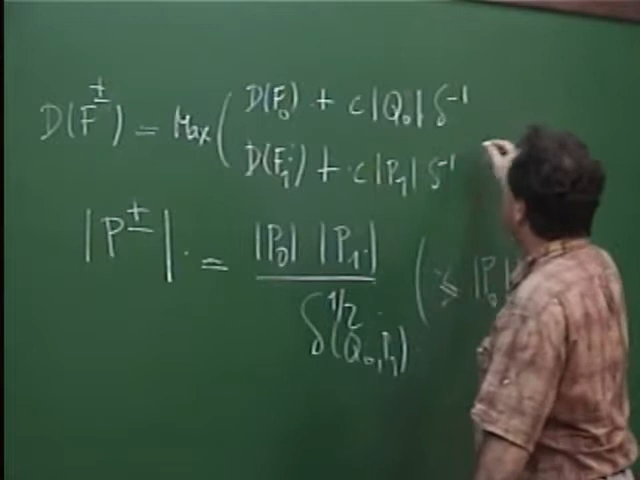 D(F^±) = Max( D(F_0) + c|Q_0| δ^{-1}
D(F_1) + c|P_1| δ^{-1}
|P^±| = |P_0| |P_1| / δ^{1/2}(Q_0, P_1) ( ⩽ |P_0|